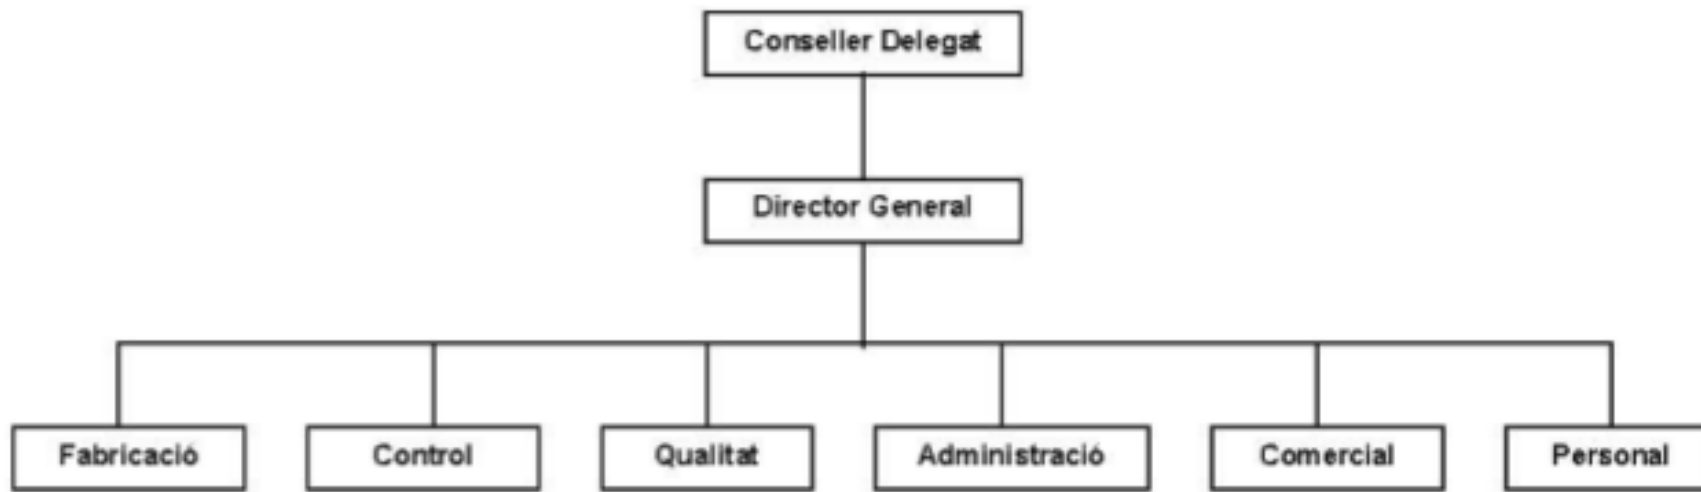 Conseller Delegat
Director General
Fabricació
Control
Qualitat
Administració
Comercial
Personal